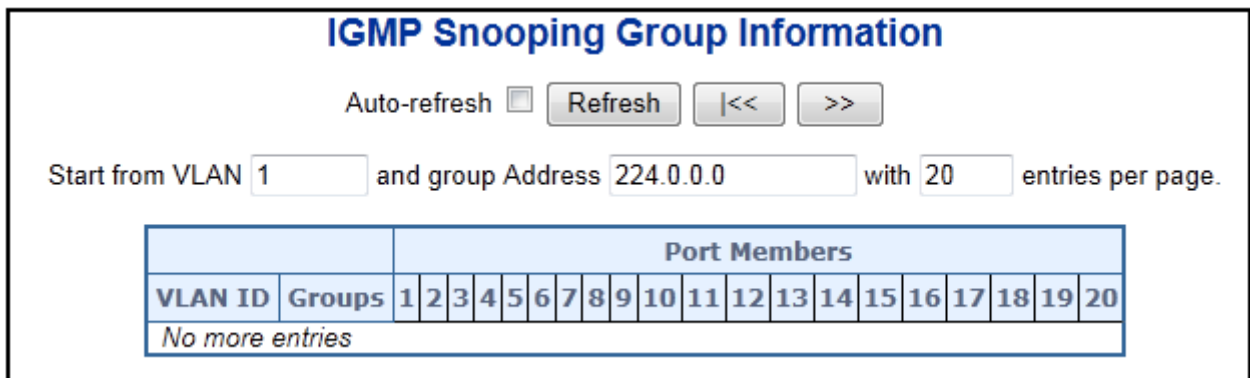 IGMP Snooping Group Information
Auto-refresh Refresh |<< >>
Start from VLAN 1 and group Address 224.0.0.0 with 20 entries per page.
Port Members
VLAN ID Groups 1 2 3 4 5 6 7 8 9 10 11 12 13 14 15 16 17 18 19 20
No more entries